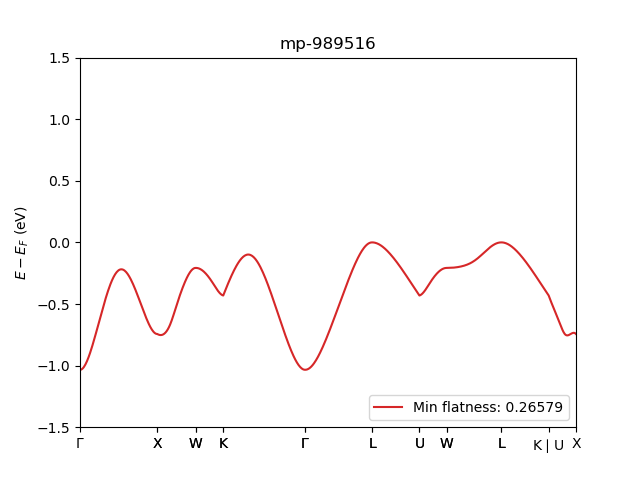 mp-989516
1.5
1.0
0.5
0.0
−0.5
−1.0
−1.5
E − E_F (eV)
Min flatness: 0.26579
Γ X W K Γ L U W L K | U X